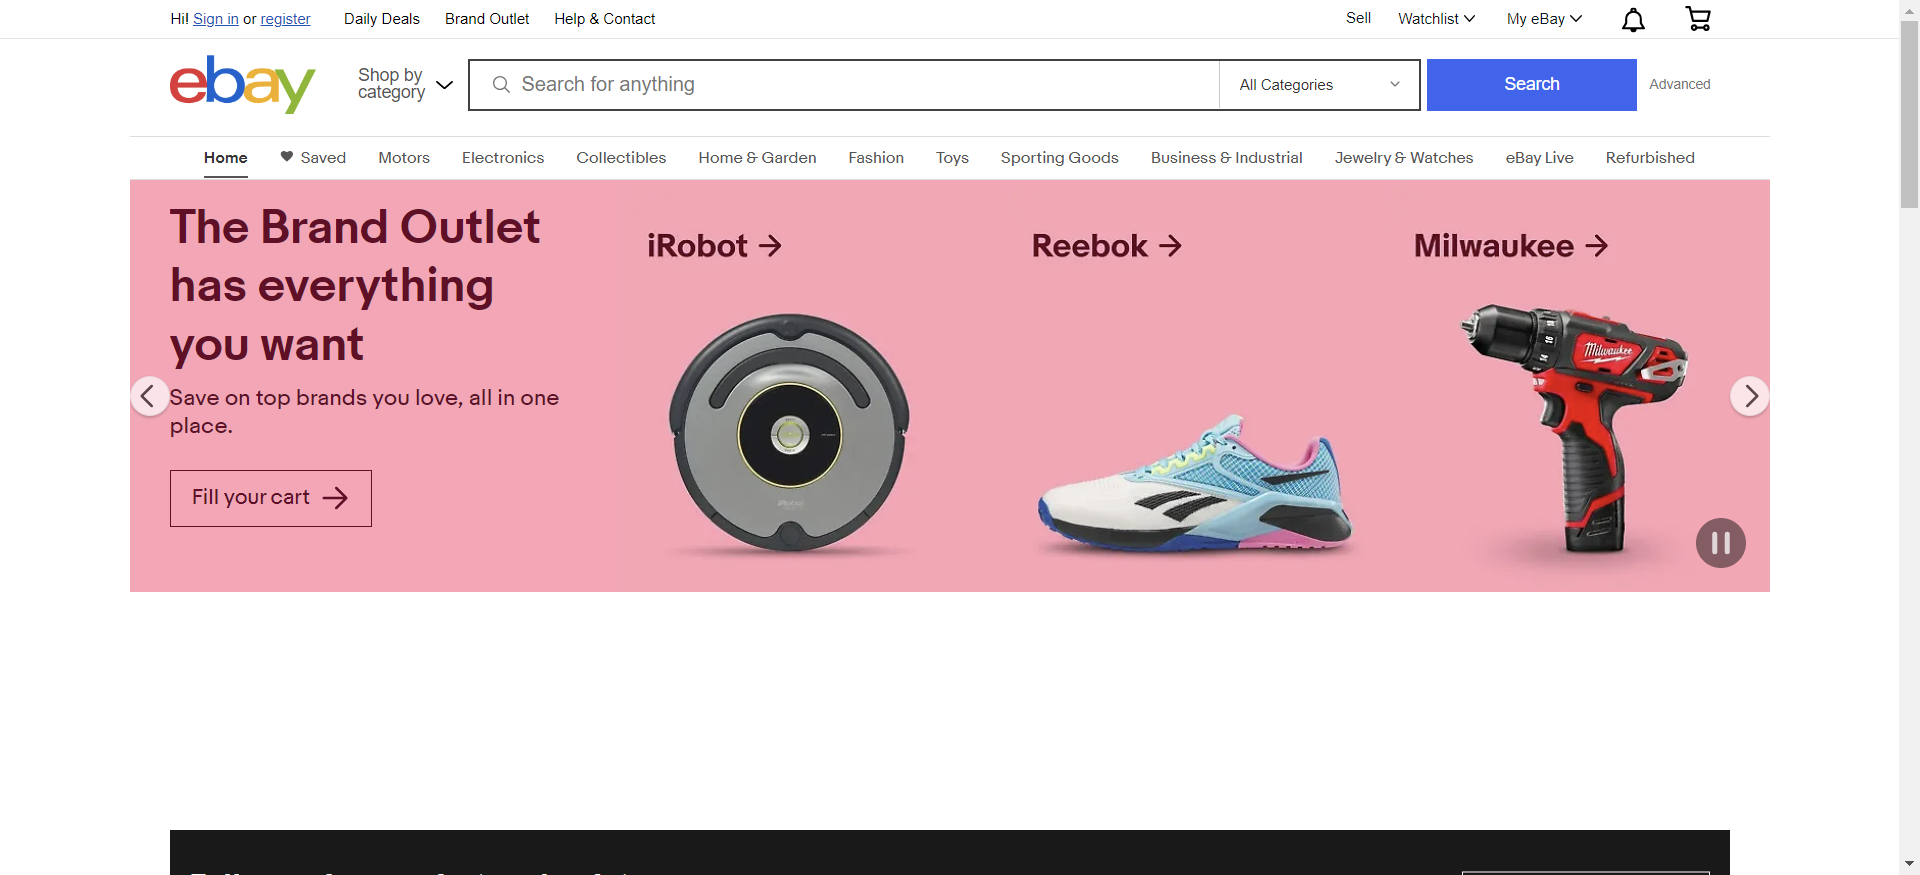 Hi! Sign in or register
Daily Deals
Brand Outlet
Help & Contact
Sell
Watchlist
My eBay
ebay
Shop by
category
Search for anything
All Categories
Search
Advanced
Home
Saved
Motors
Electronics
Collectibles
Home & Garden
Fashion
Toys
Sporting Goods
Business & Industrial
Jewelry & Watches
eBay Live
Refurbished
The Brand Outlet
has everything
you want
Save on top brands you love, all in one
place.
Fill your cart
iRobot
Reebok
Milwaukee
iRobot
Milwaukee